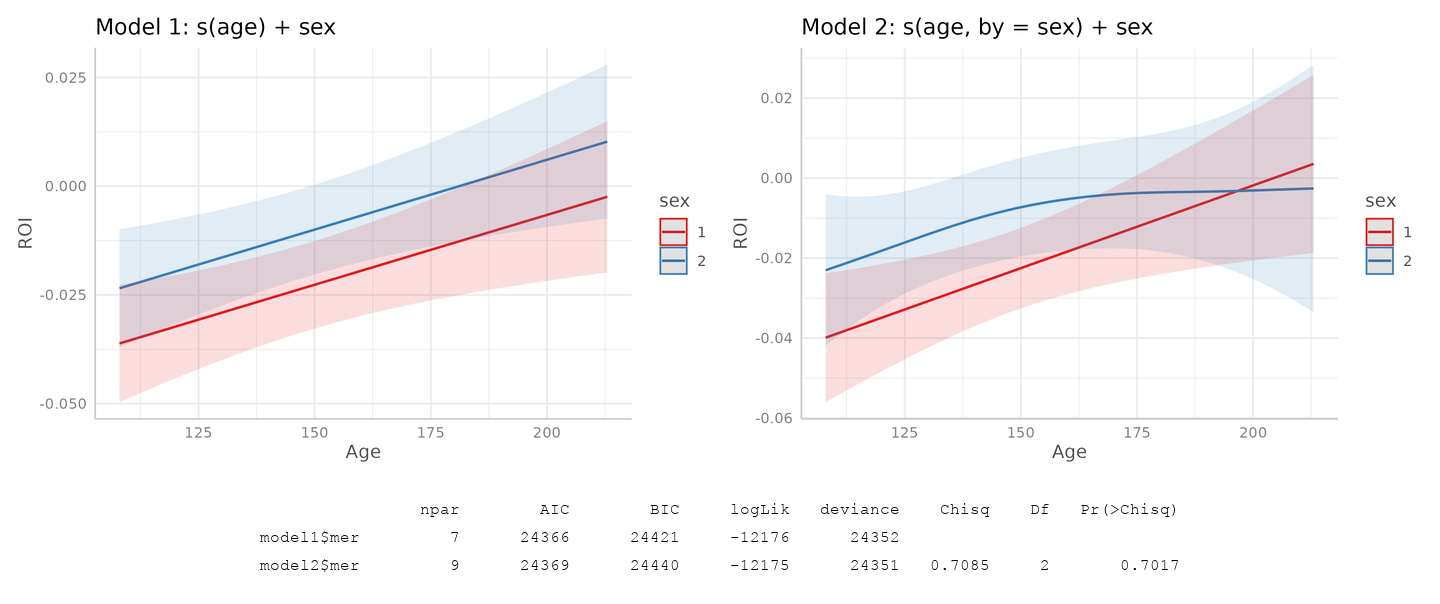 Model 1: s(age) + sex
0.025
0.000
-0.025
-0.050
ROI
125 150 175 200
Age
sex
1
2
Model 2: s(age, by = sex) + sex
0.02
0.00
-0.02
-0.04
-0.06
ROI
125 150 175 200
Age
sex
1
2
npar AIC BIC logLik deviance Chisq Df Pr(>Chisq)
model1$mer 7 24366 24421 -12176 24352
model2$mer 9 24369 24440 -12175 24351 0.7085 2 0.7017